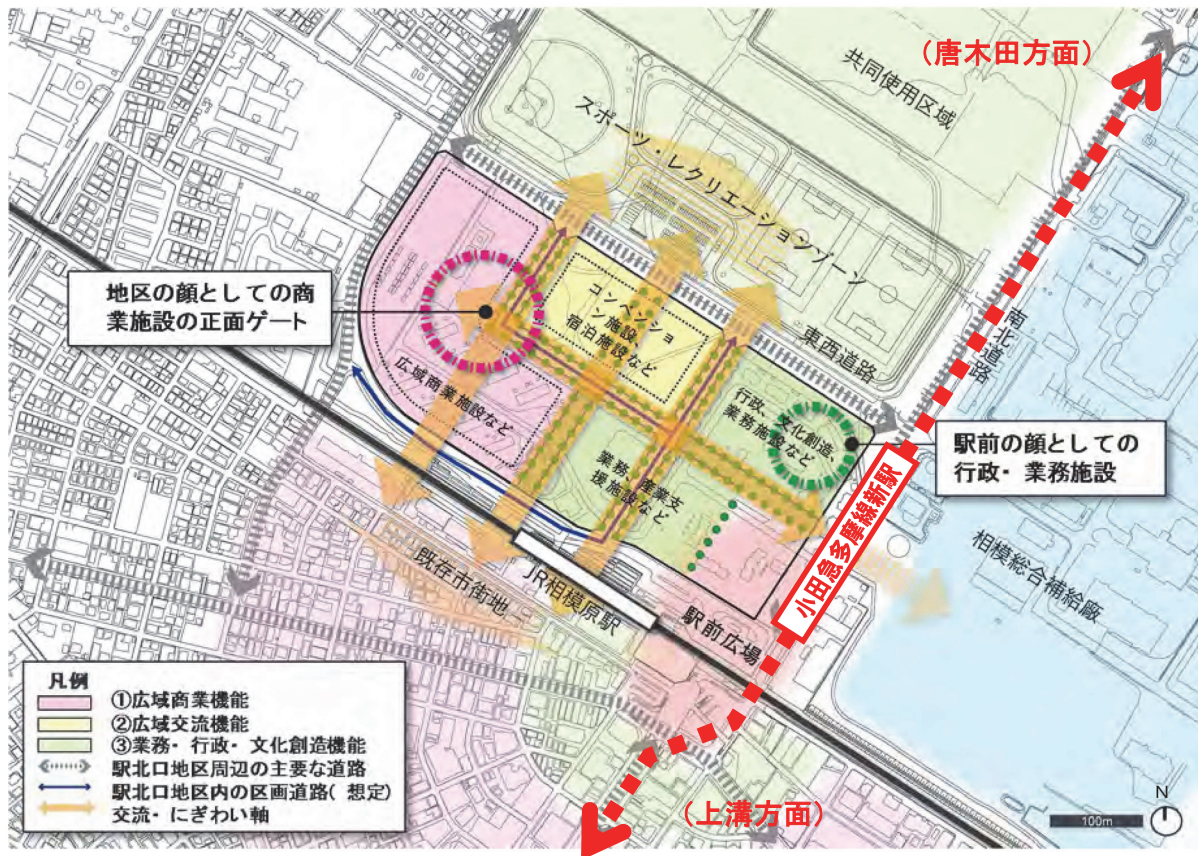 (唐木田方面)
共同使用区域
スポーツ・レクリエーションゾーン
地区の顔としての商
業施設の正面ゲート
コンベンショ
ン施設、
宿泊施設など
南北道路
東西道路
広域商業施設など
行政、文化創造、
業務施設など
駅前の顔としての
行政・業務施設
業務、産業支
援施設など
小田急多摩線新駅
相模総合補給廠
既存市街地
JR相模原駅
駅前広場
凡例
①広域商業機能
②広域交流機能
③業務・行政・文化創造機能
駅北口地区周辺の主要な道路
駅北口地区内の区画道路(想定)
交流・にぎわい軸
(上溝方面)
N
100m